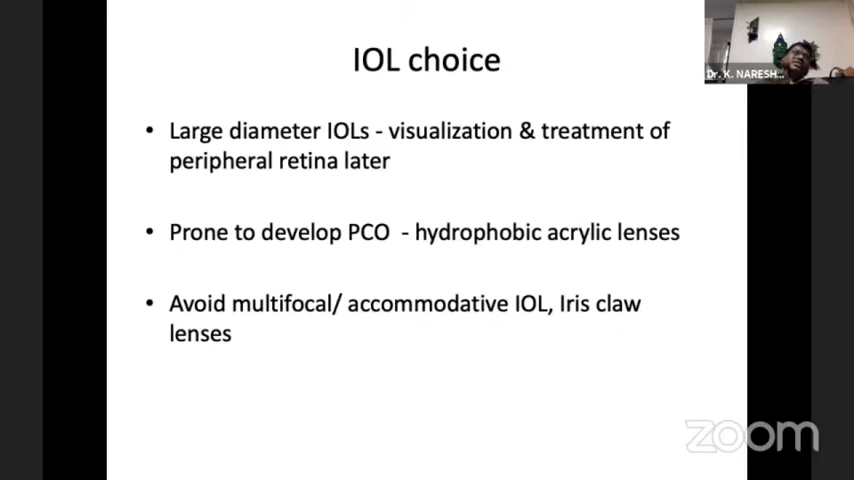 IOL choice
Dr. K. NARESH...
• Large diameter IOLs - visualization & treatment of
peripheral retina later
• Prone to develop PCO - hydrophobic acrylic lenses
• Avoid multifocal/ accommodative IOL, Iris claw
lenses
zoom